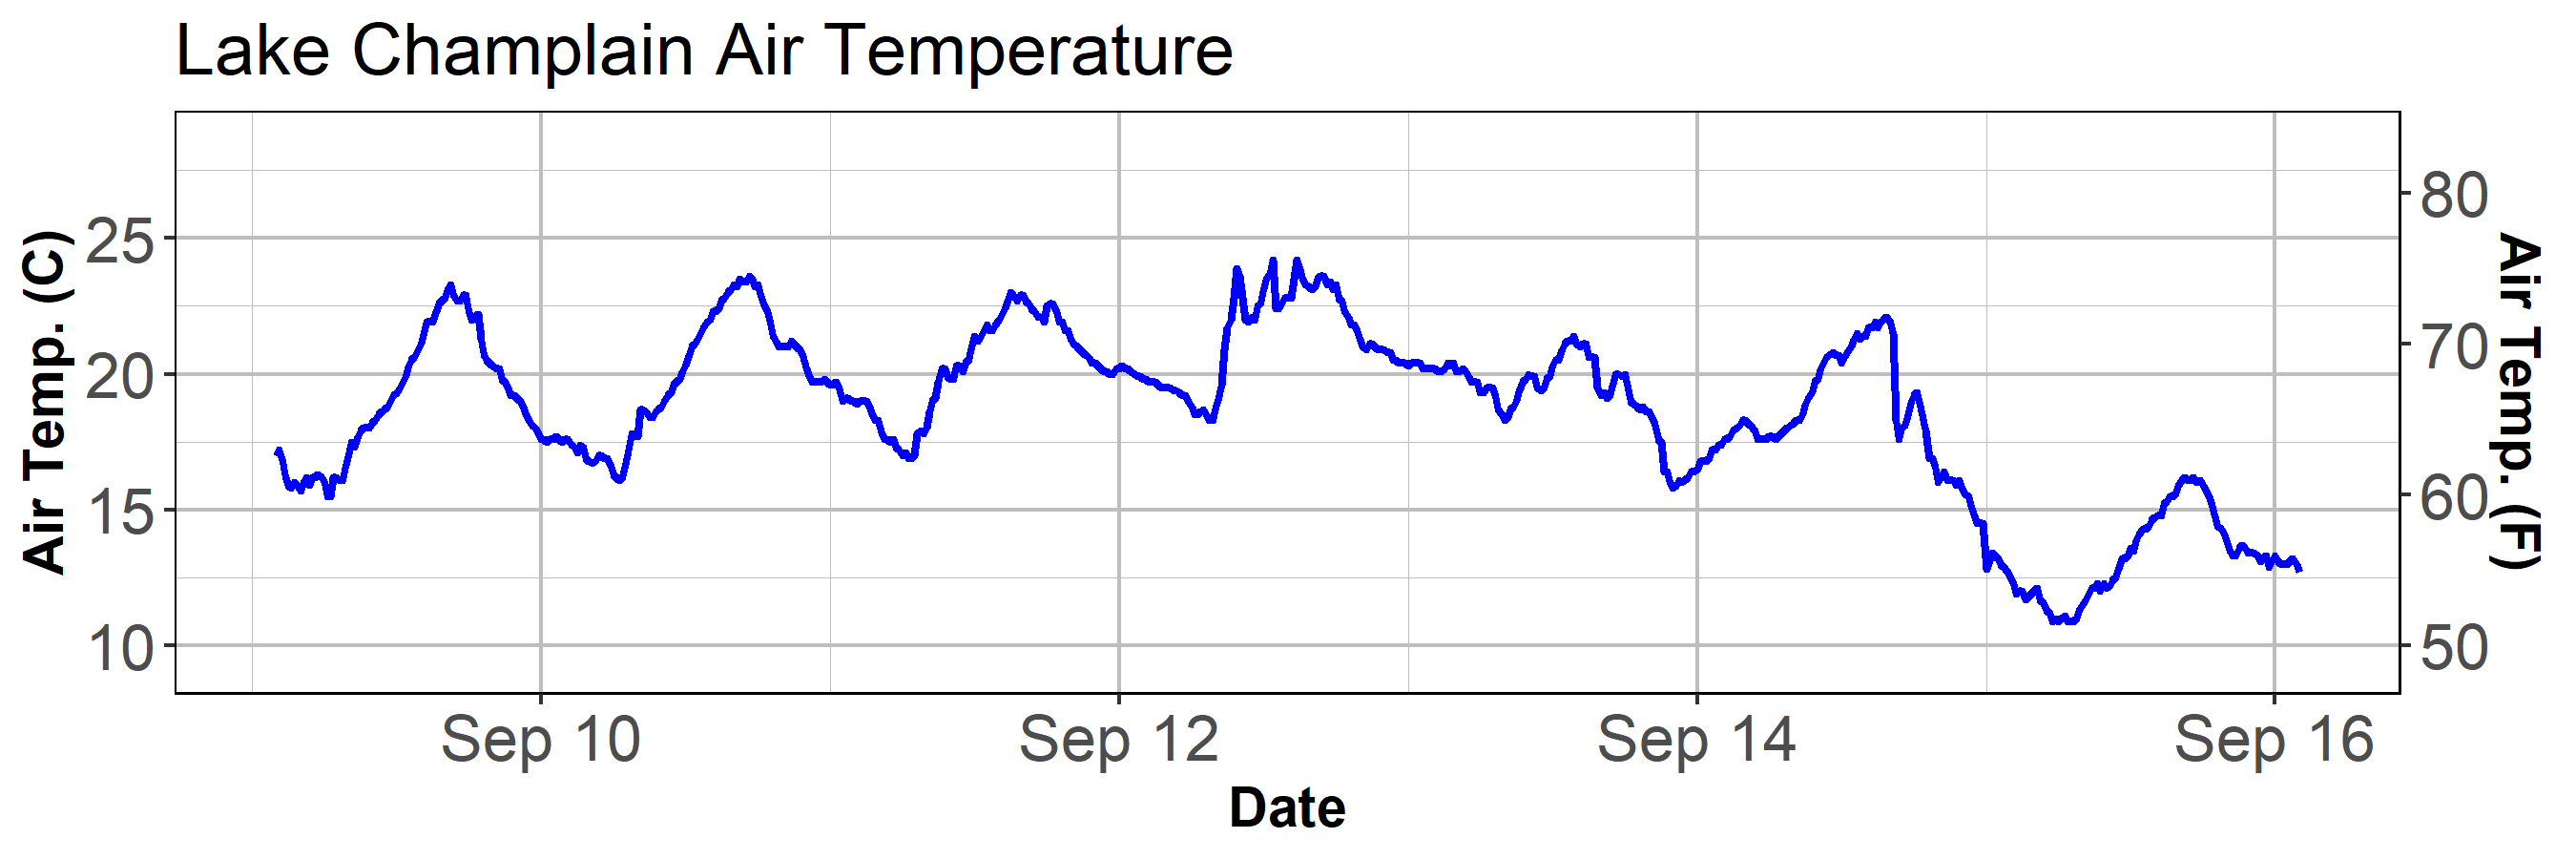 Lake Champlain Air Temperature
Air Temp. (C)
25
20
15
10
80
70
60
50
Air Temp. (F)
Sep 10
Sep 12
Sep 14
Sep 16
Date